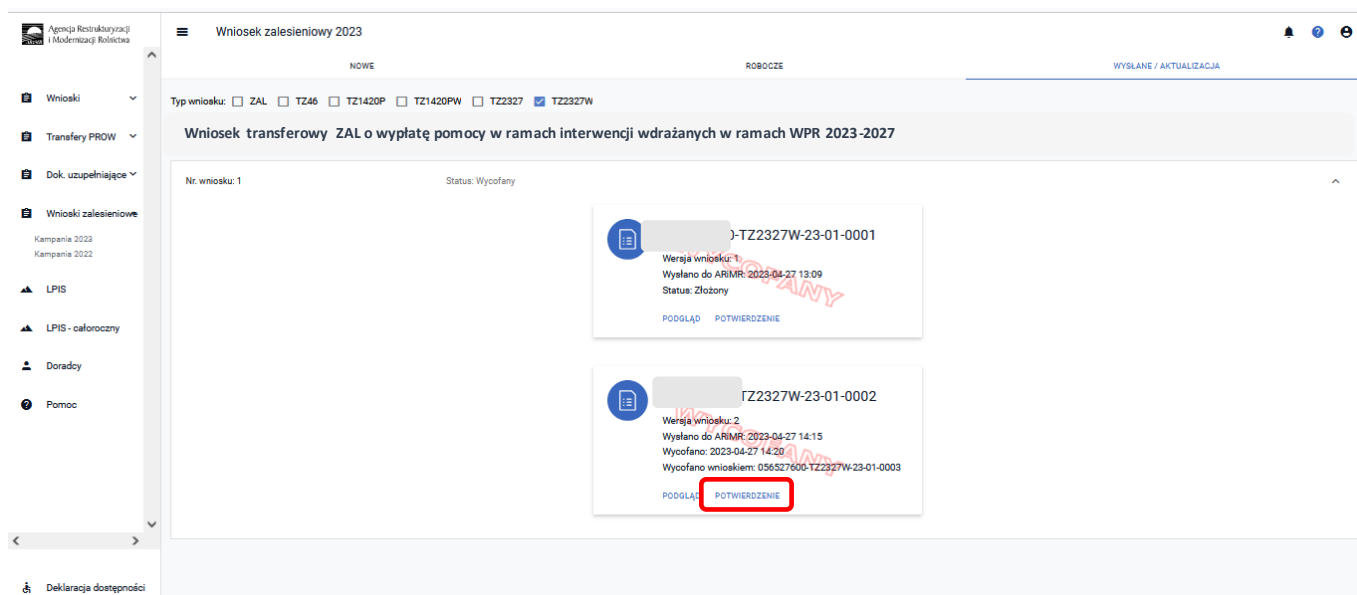 Agencja Restrukturyzacji
i Modernizacji Rolnictwa
Wniosek zalesieniowy 2023
NOWE
ROBOCZE
WYSŁANE / AKTUALIZACJA
Wnioski
Transfery PROW
Dok. uzupełniające
Wnioski zalesieniowe
Kampania 2023
Kampania 2022
LPIS
LPIS - całoroczny
Doradcy
Pomoc
Deklaracja dostępności
Typ wniosku: ZAL TZ46 TZ1420P TZ1420PW TZ2327 TZ2327W
Wniosek transferowy ZAL o wypłatę pomocy w ramach interwencji wdrażanych w ramach WPR 2023-2027
Nr. wniosku: 1
Status: Wycofany
0-TZ2327W-23-01-0001
Wersja wniosku: 1
Wysłano do ARiMR: 2023-04-27 13:09
Status: Złożony
WYCOFANY
PODGLĄD POTWIERDZENIE
TZ2327W-23-01-0002
Wersja wniosku: 2
Wysłano do ARiMR: 2023-04-27 14:15
Wycofano: 2023-04-27 14:20
Wycofano wnioskiem: 056527600-TZ2327W-23-01-0003
WYCOFANY
PODGLĄD POTWIERDZENIE